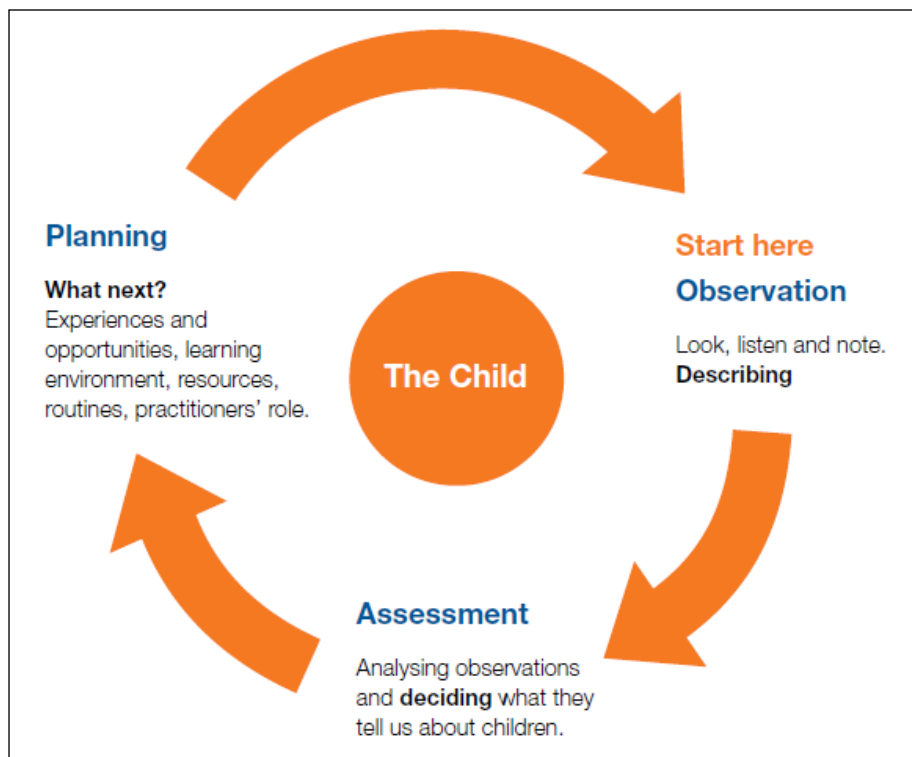 Planning
What next?
Experiences and
opportunities, learning
environment, resources,
routines, practitioners’ role.
The Child
Start here
Observation
Look, listen and note.
Describing
Assessment
Analysing observations
and deciding what they
tell us about children.